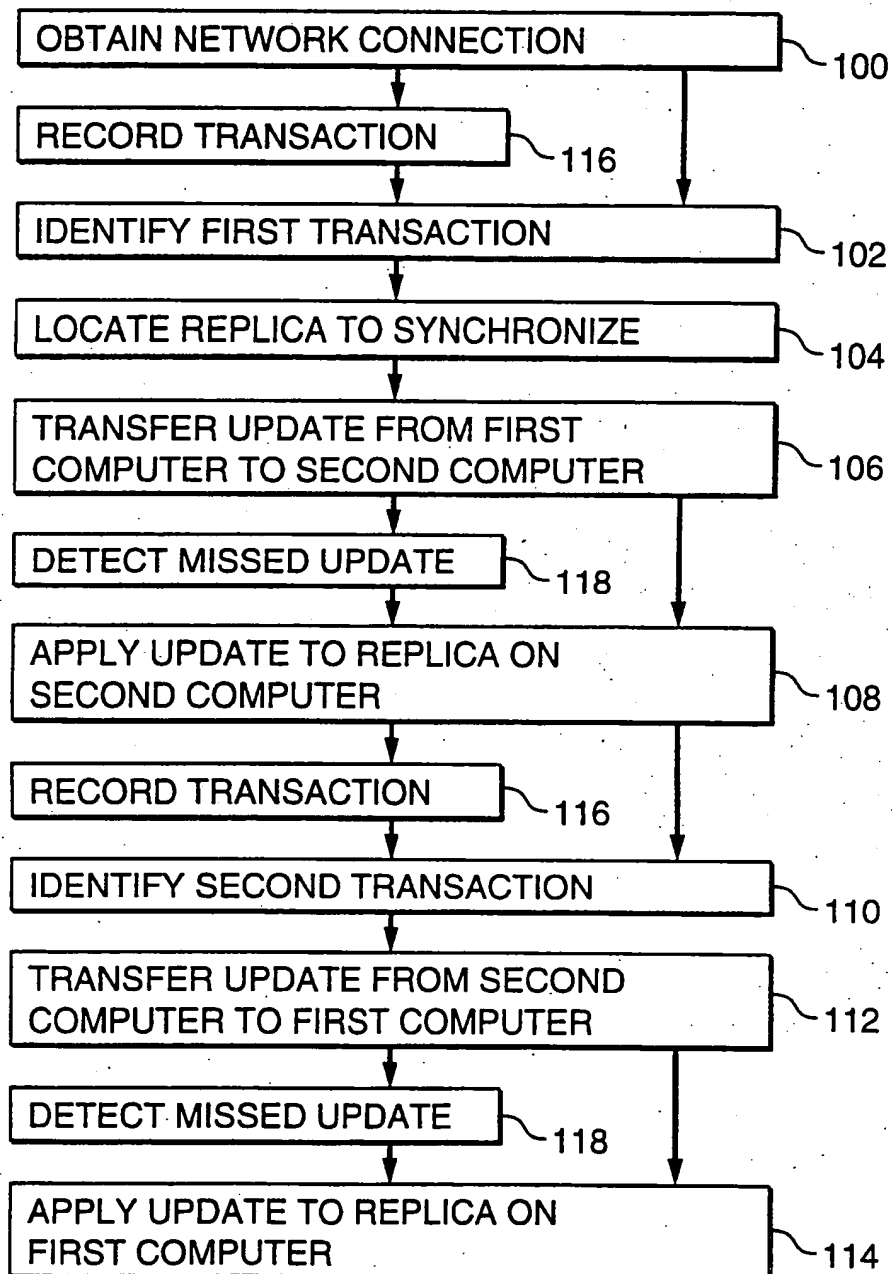 OBTAIN NETWORK CONNECTION
100
RECORD TRANSACTION
116
IDENTIFY FIRST TRANSACTION
102
LOCATE REPLICA TO SYNCHRONIZE
104
TRANSFER UPDATE FROM FIRST
COMPUTER TO SECOND COMPUTER
106
DETECT MISSED UPDATE
118
APPLY UPDATE TO REPLICA ON
SECOND COMPUTER
108
RECORD TRANSACTION
116
IDENTIFY SECOND TRANSACTION
110
TRANSFER UPDATE FROM SECOND
COMPUTER TO FIRST COMPUTER
112
DETECT MISSED UPDATE
118
APPLY UPDATE TO REPLICA ON
FIRST COMPUTER
114